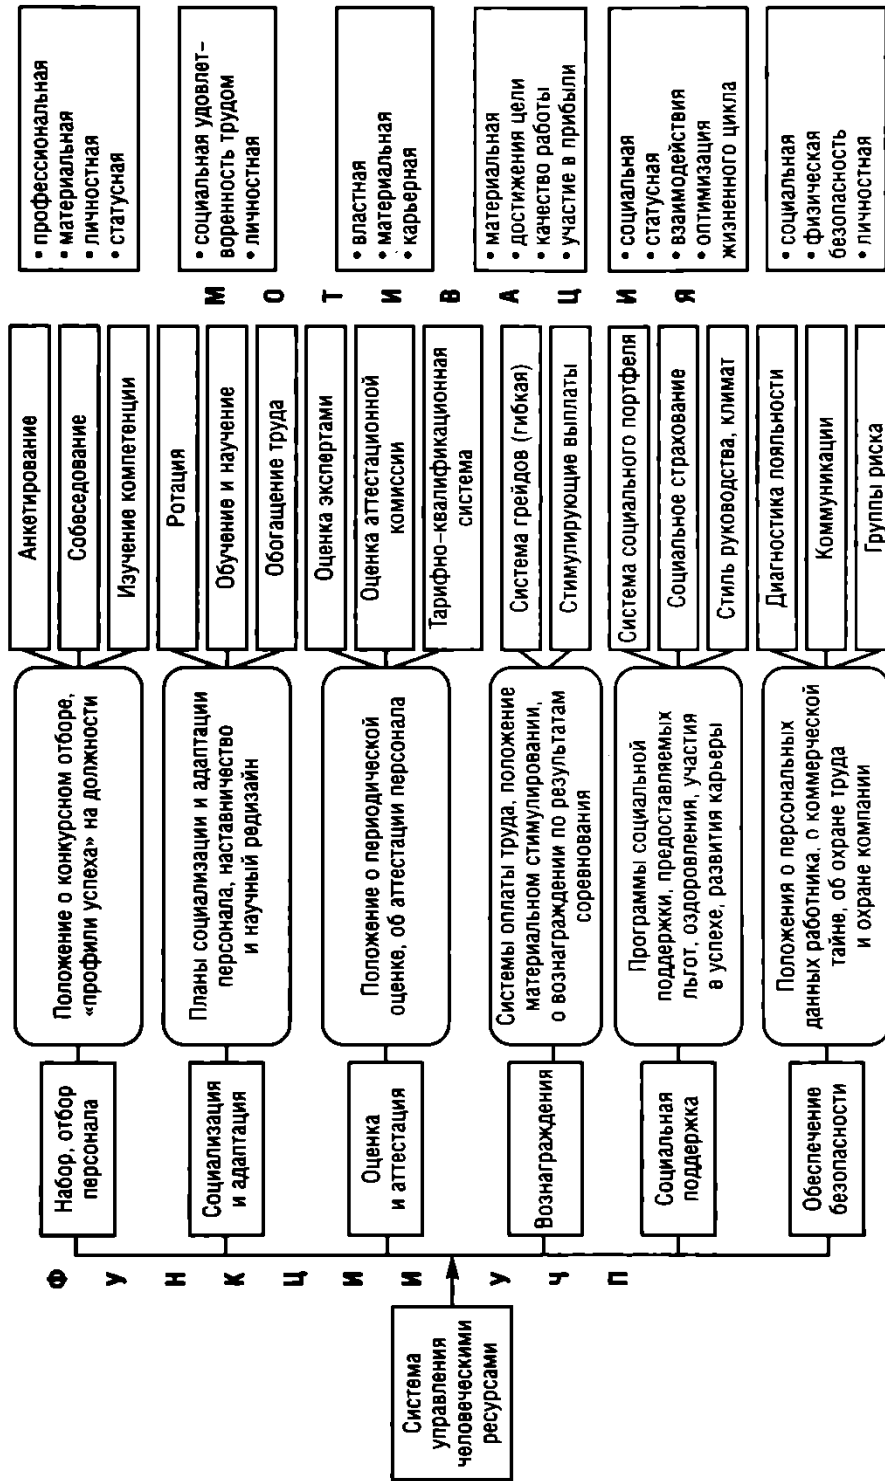 Система
управления
человеческими
ресурсами
Ф У Н К Ц И И У Ч П
Набор, отбор
персонала
Положение о конкурсном отборе,
«профили успеха» на должности
Анкетирование
Собеседование
Изучение компетенции
• профессиональная
• материальная
• личностная
• статусная
Социализация
и адаптация
Планы социализации и адаптации
персонала, наставничество
и научный редизайн
Ротация
Обучение и научение
Обогащение труда
• социальная удовлет-
воренность трудом
• личностная
Оценка
и аттестация
Положение о периодической
оценке, об аттестации персонала
Оценка экспертами
Оценка аттестационной
комиссии
Тарифно-квалификационная
система
• властная
• материальная
• карьерная
Вознаграждения
Системы оплаты труда, положение
материальном стимулировании,
о вознаграждении по результатам
соревнования
Система грейдов (гибкая)
Стимулирующие выплаты
• материальная
• достижения цели
• качество работы
• участие в прибыли
Социальная
поддержка
Программы социальной
поддержки, предоставляемых
льгот, оздоровления, участия
в успехе, развития карьеры
Система социального портфеля
Социальное страхование
Стиль руководства, климат
• социальная
• статусная
• взаимодействия
• оптимизация
жизненного цикла
Обеспечение
безопасности
Положения о персональных
данных работника, о коммерческой
тайне, об охране труда
и охране компании
Диагностика лояльности
Коммуникации
Группы риска
• социальная
• физическая
безопасность
• личностная
М О Т И В А Ц И Я